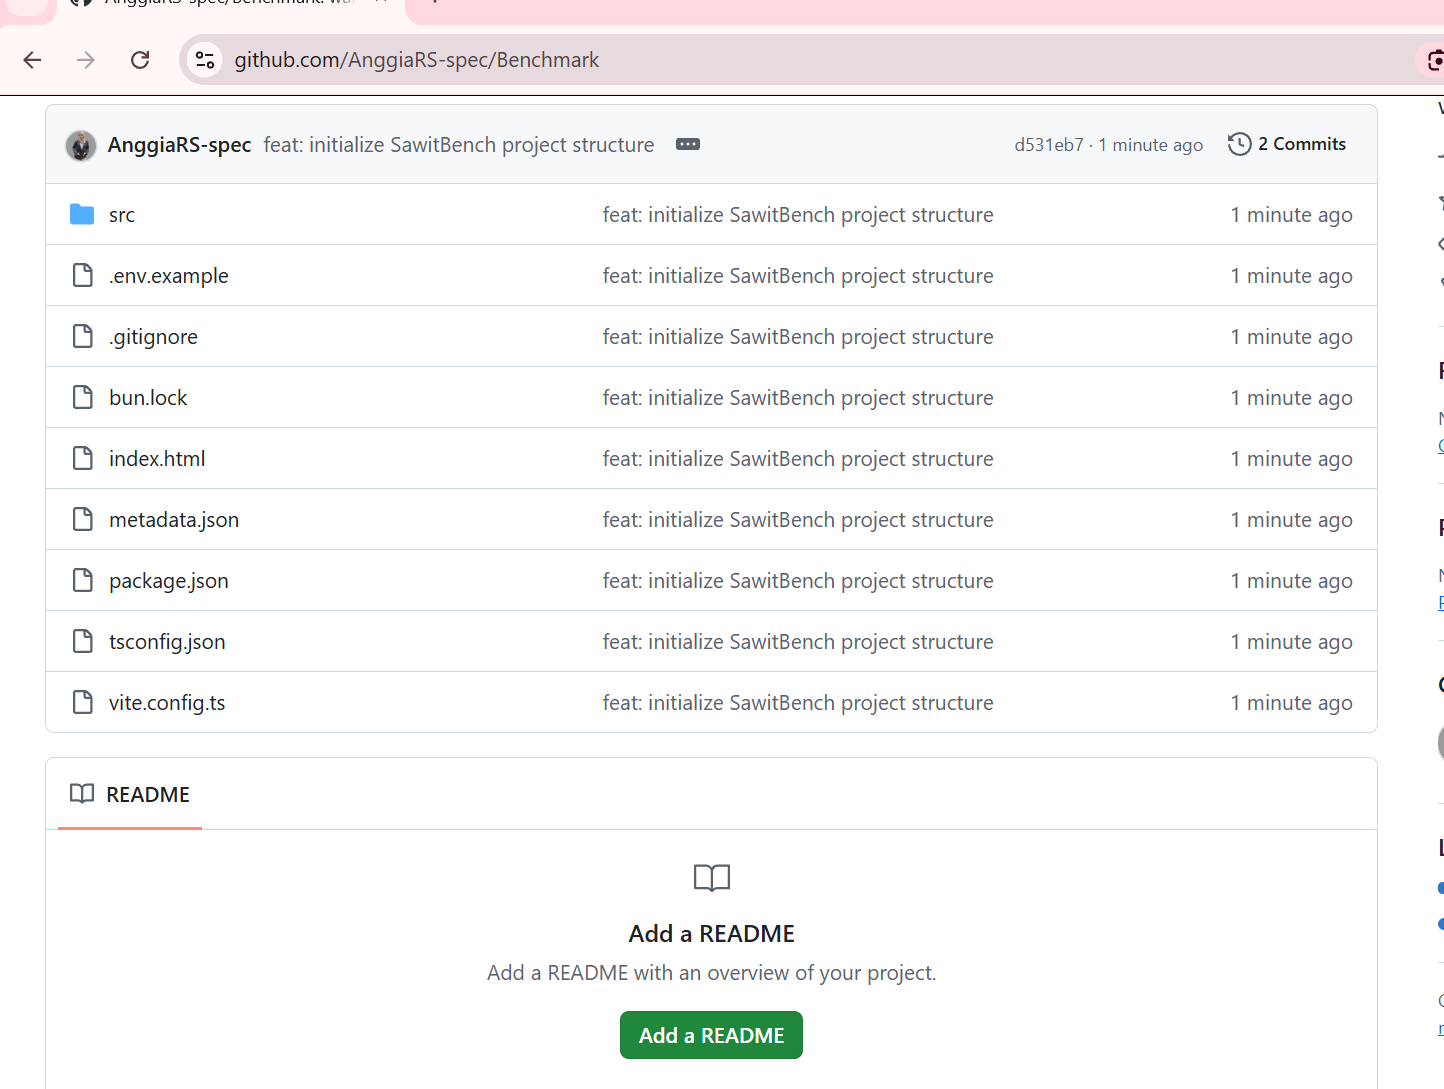 github.com/AnggiaRS-spec/Benchmark
AnggiaRS-spec feat: initialize SawitBench project structure d531eb7 · 1 minute ago 2 Commits
src feat: initialize SawitBench project structure 1 minute ago
.env.example feat: initialize SawitBench project structure 1 minute ago
.gitignore feat: initialize SawitBench project structure 1 minute ago
bun.lock feat: initialize SawitBench project structure 1 minute ago
index.html feat: initialize SawitBench project structure 1 minute ago
metadata.json feat: initialize SawitBench project structure 1 minute ago
package.json feat: initialize SawitBench project structure 1 minute ago
tsconfig.json feat: initialize SawitBench project structure 1 minute ago
vite.config.ts feat: initialize SawitBench project structure 1 minute ago
README
Add a README
Add a README with an overview of your project.
Add a README